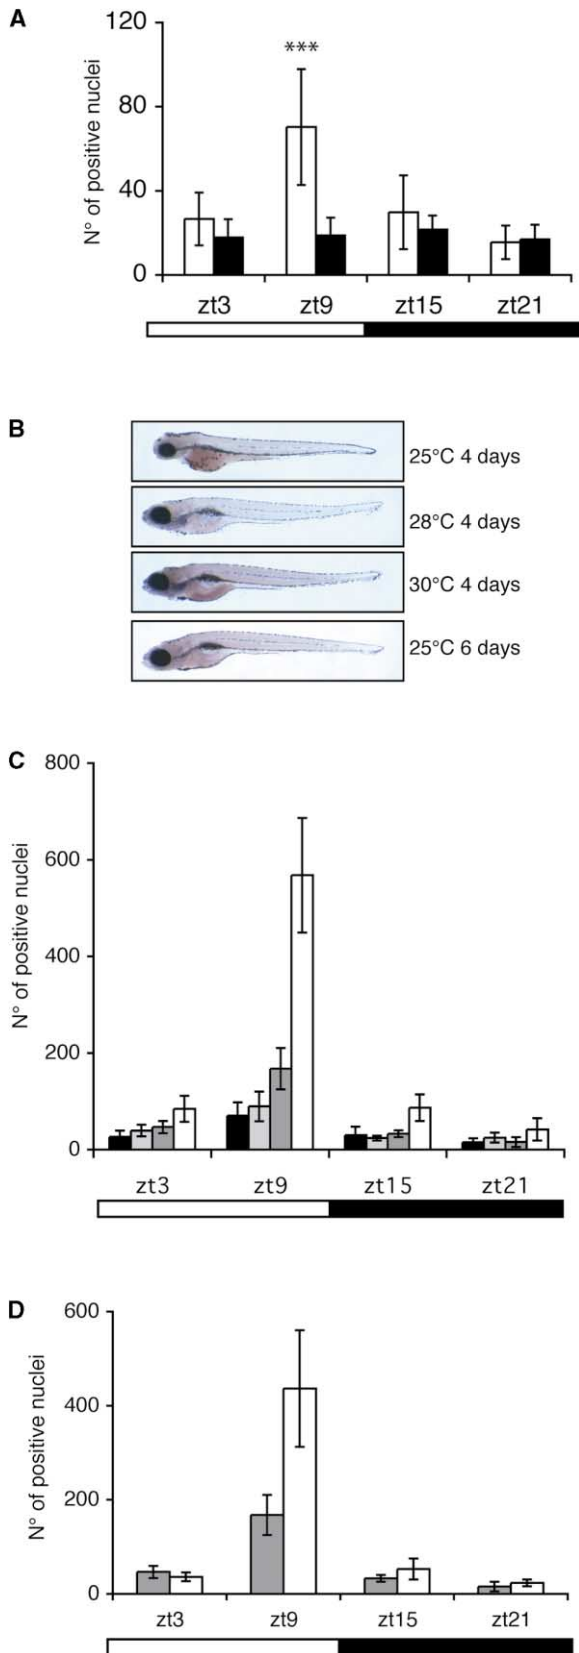 A
120
***
N° of positive nuclei
80
40
0
zt3 zt9 zt15 zt21
B
25°C 4 days
28°C 4 days
30°C 4 days
25°C 6 days
C
800
N° of positive nuclei
600
400
200
0
zt3 zt9 zt15 zt21
D
600
N° of positive nuclei
400
200
0
zt3 zt9 zt15 zt21